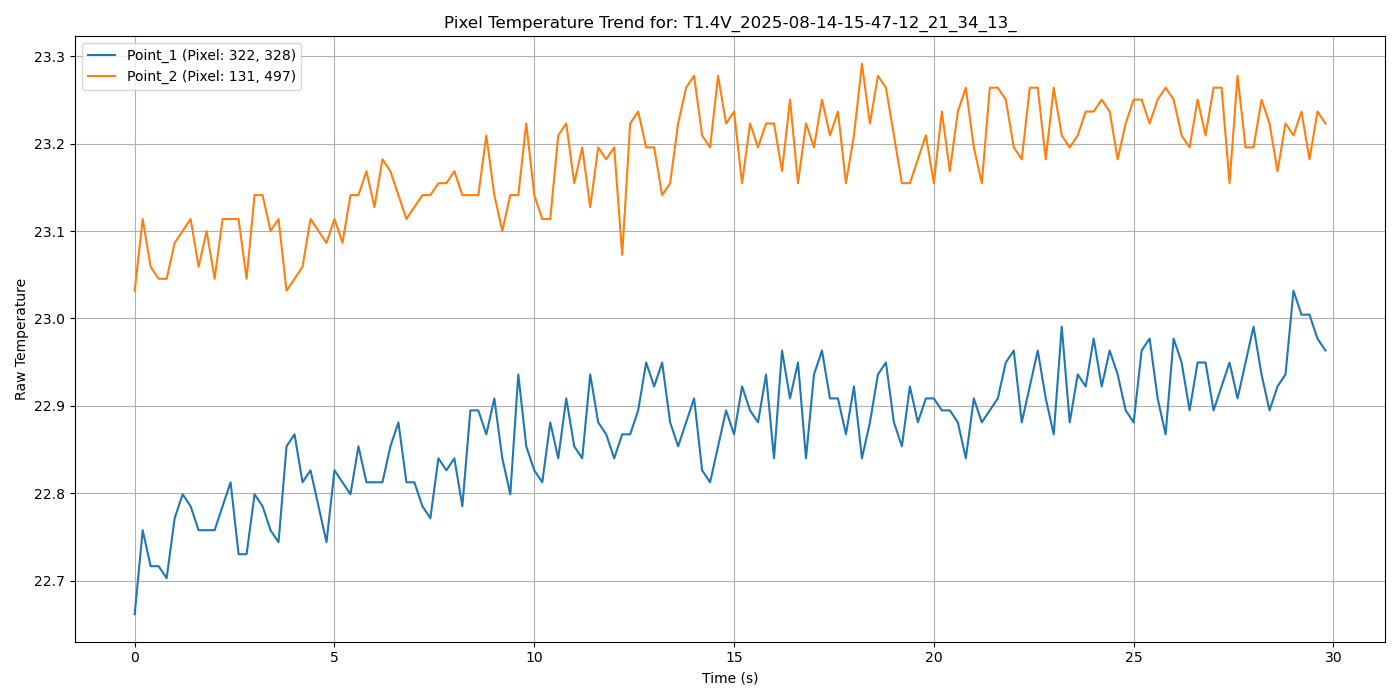 Pixel Temperature Trend for: T1.4V_2025-08-14-15-47-12_21_34_13_
Point_1 (Pixel: 322, 328)
Point_2 (Pixel: 131, 497)
23.3
23.2
23.1
23.0
22.9
22.8
22.7
Raw Temperature
0 5 10 15 20 25 30
Time (s)